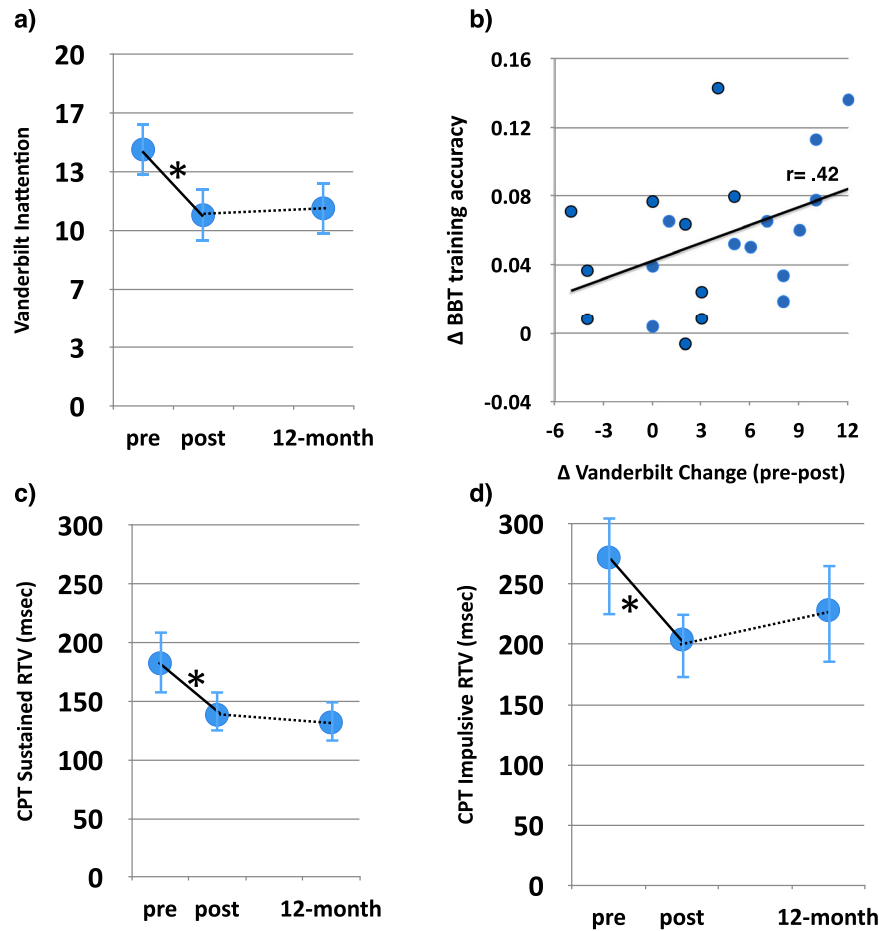 a)
20
17
13
10
7
3
0
Vanderbilt Inattention
*
pre post 12-month
b)
0.16
0.12
0.08
0.04
0
-0.04
Δ BBT training accuracy
r= .42
-6 -3 0 3 6 9 12
Δ Vanderbilt Change (pre-post)
c)
300
250
200
150
100
50
0
CPT Sustained RTV (msec)
*
pre post 12-month
d)
300
250
200
150
100
50
0
CPT Impulsive RTV (msec)
*
pre post 12-month